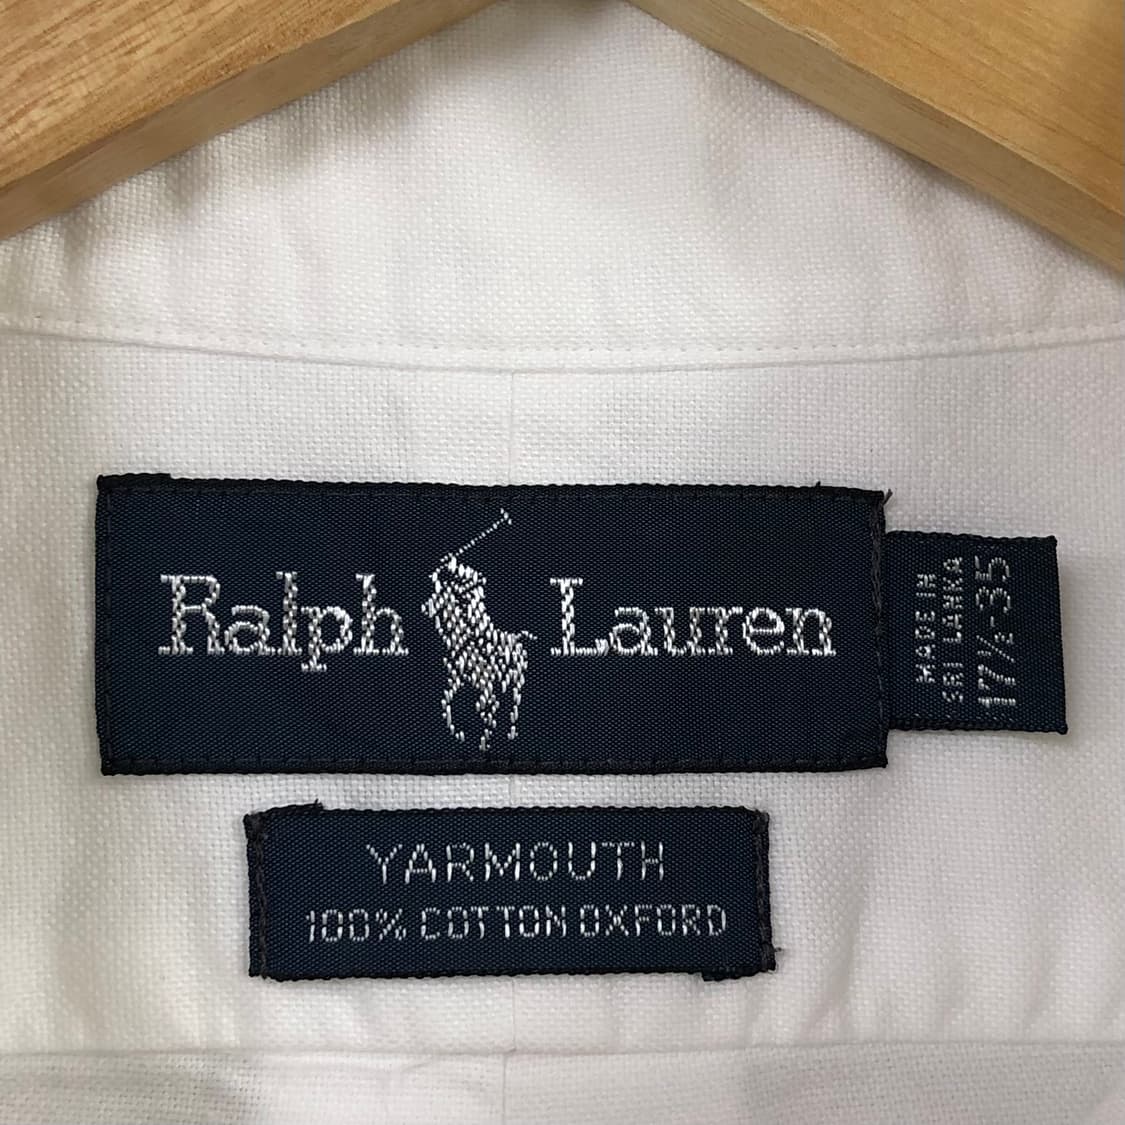 Ralph Lauren
MADE IN
SRI LANKA
17½-35
YARMOUTH
100% COTTON OXFORD